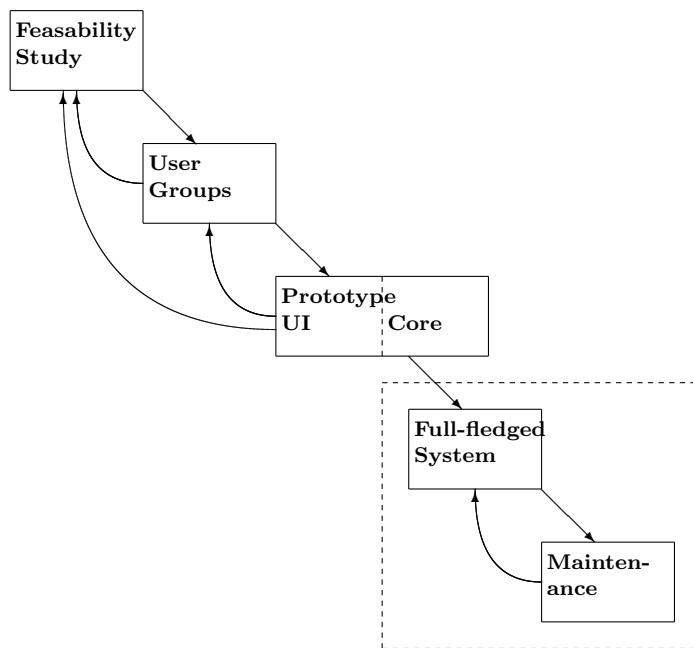 Feasability
Study
User
Groups
Prototype
UI Core
Full-fledged
System
Mainten-
ance